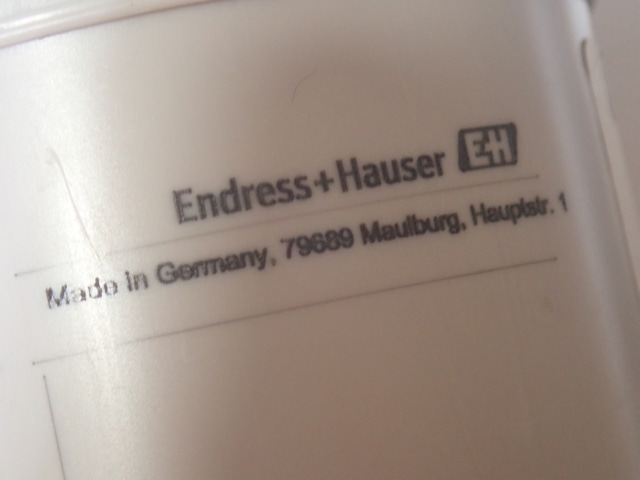 Endress+Hauser EH
Made in Germany, 79689 Maulburg, Hauptstr. 1